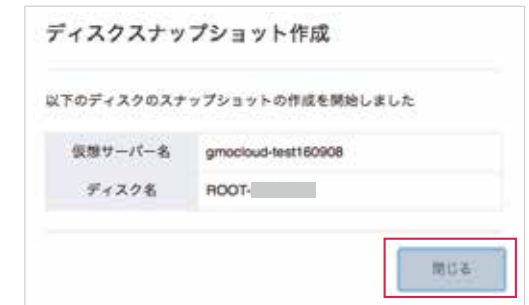 ディスクスナップショット作成
以下のディスクのスナップショットの作成を開始しました
仮想サーバー名 gmocloud-test160908
ディスク名 ROOT-
閉じる